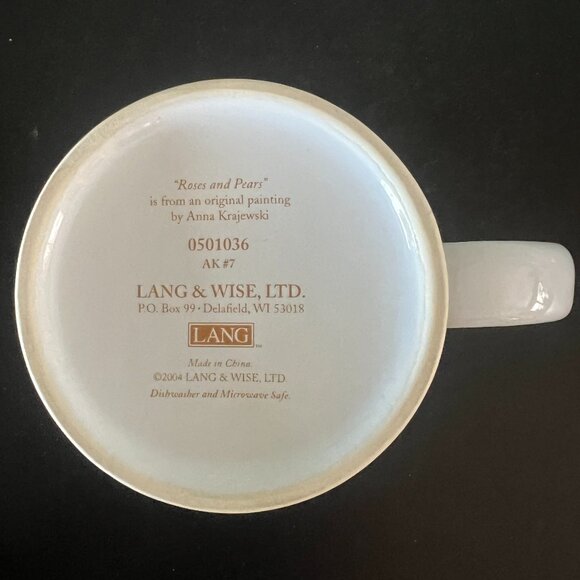 "Roses and Pears"
is from an original painting
by Anna Krajewski
0501036
AK #7
LANG & WISE, LTD.
P.O. Box 99 · Delafield, WI 53018
LANG™
Made in China.
©2004 LANG & WISE, LTD.
Dishwasher and Microwave Safe.